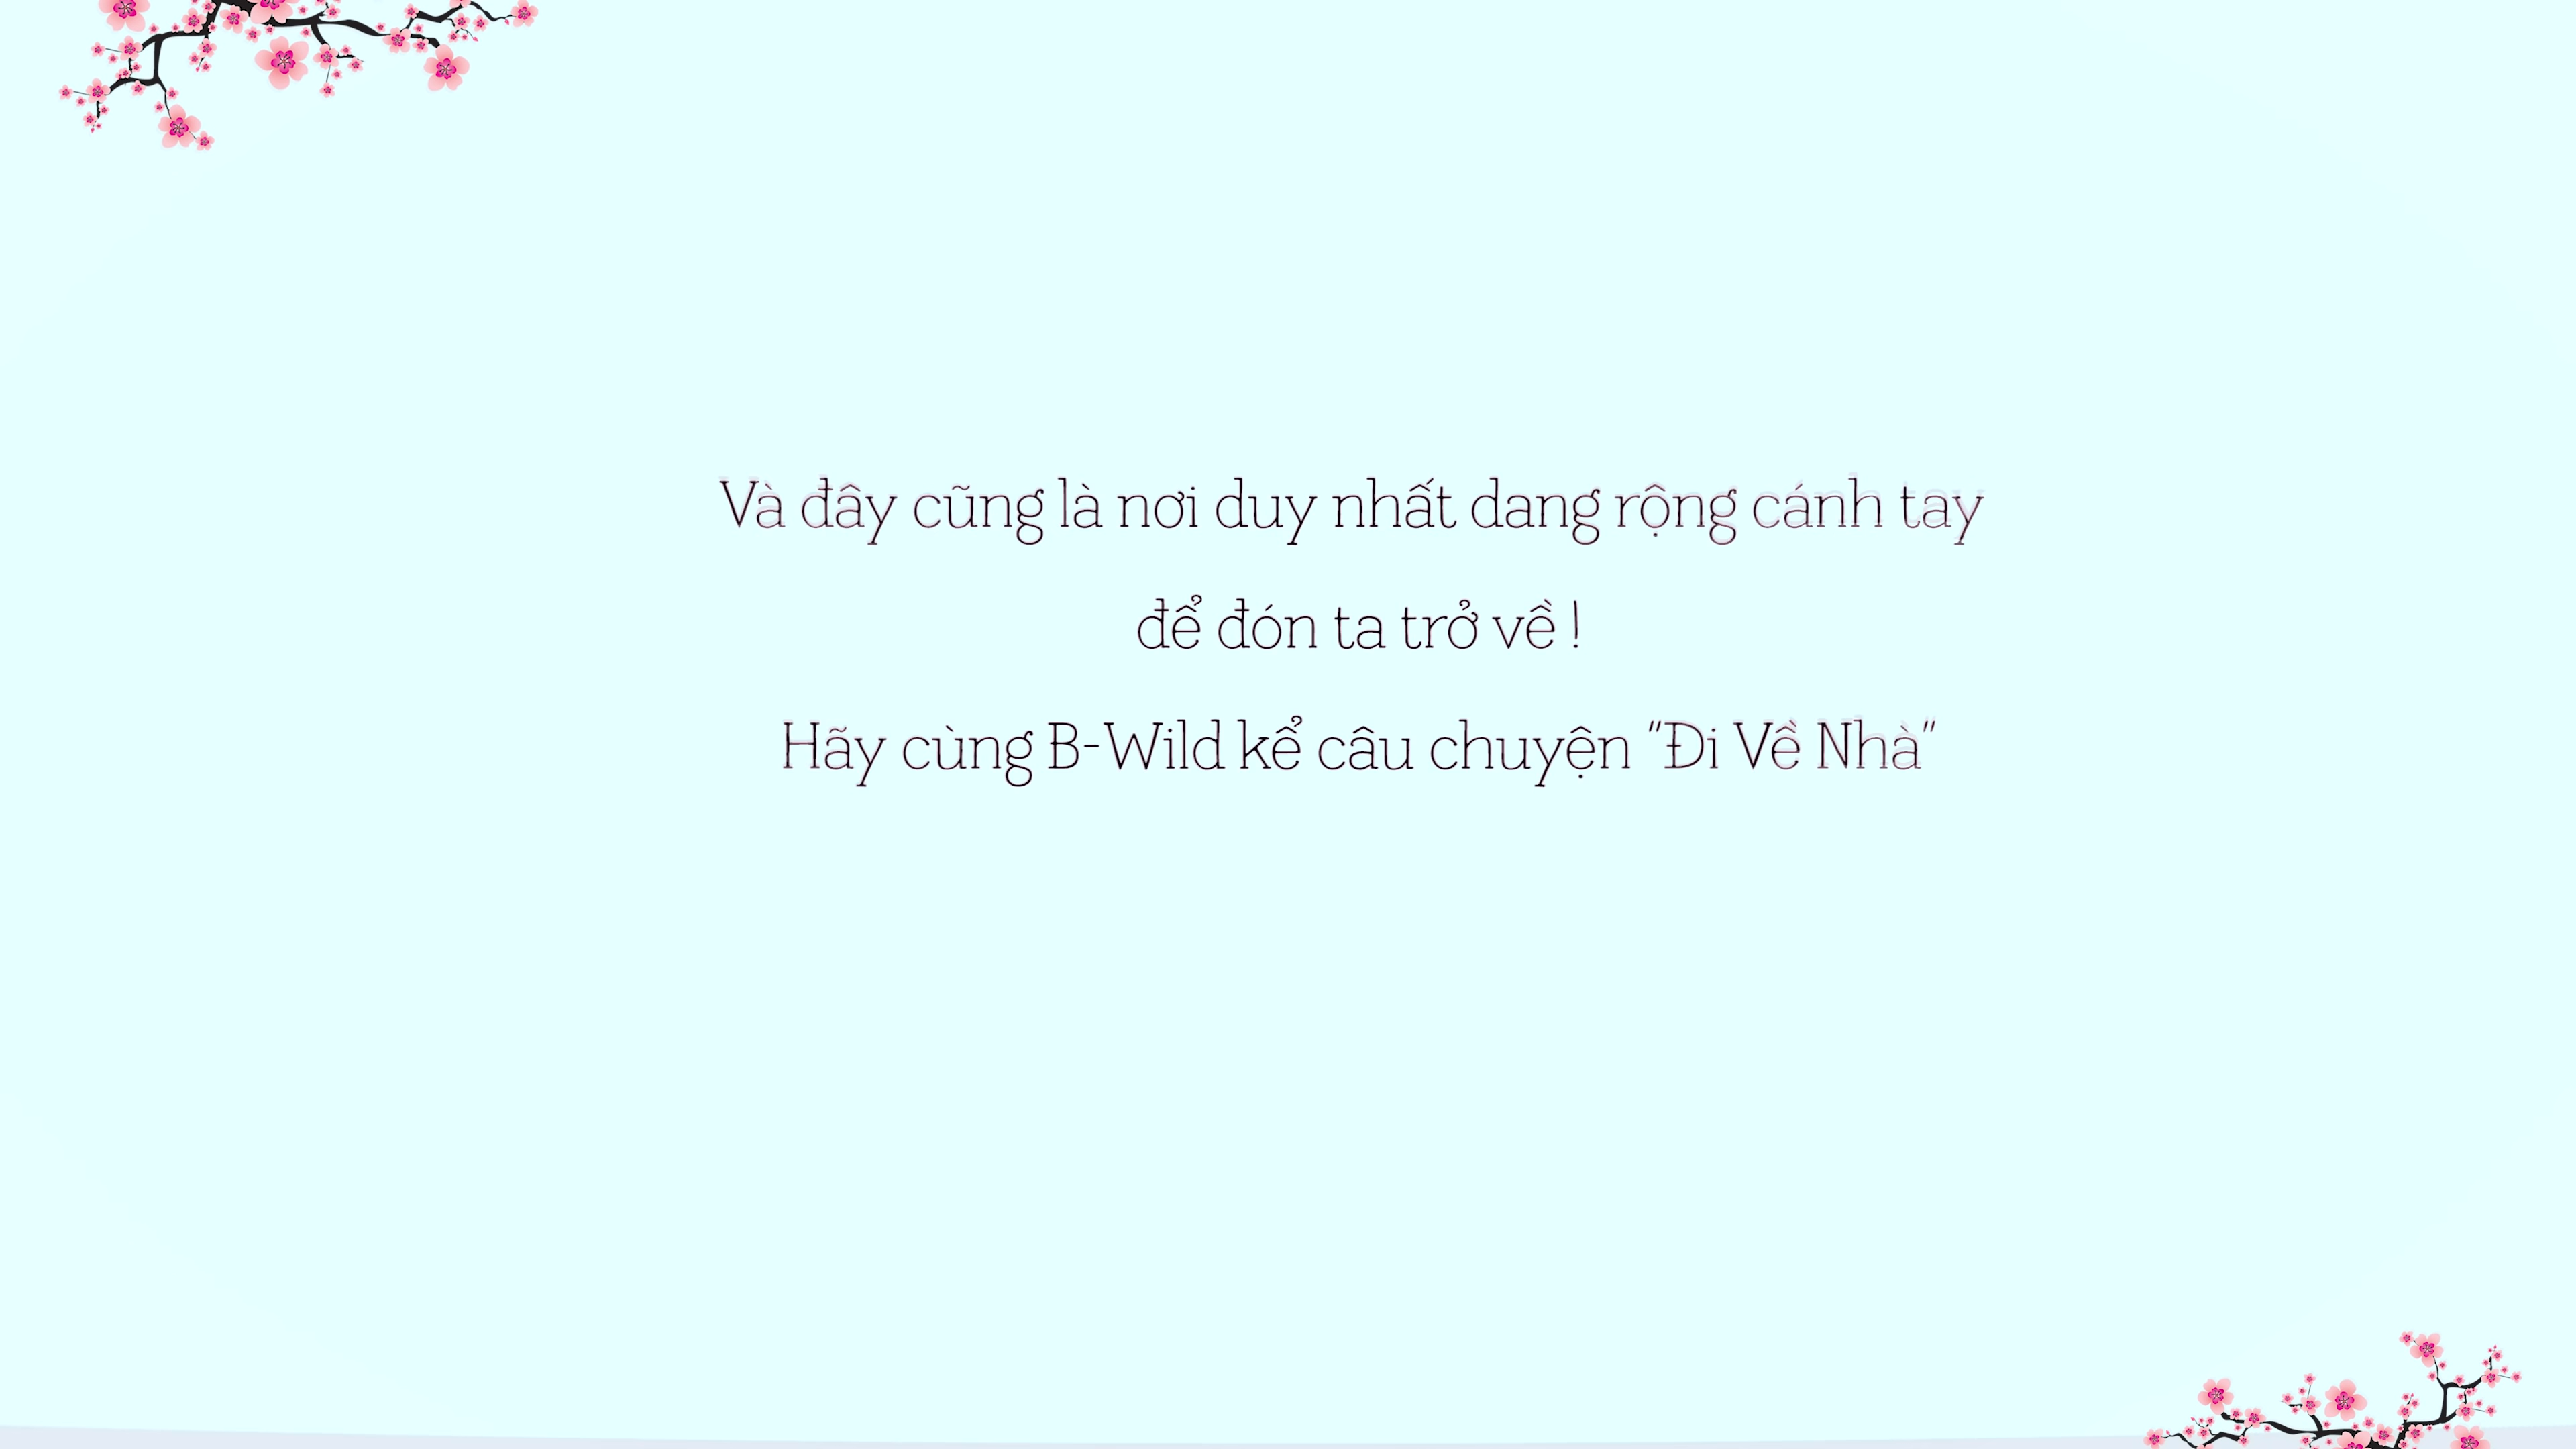 Và đây cũng là nơi duy nhất dang rộng cánh tay
để đón ta trở về !
Hãy cùng B-Wild kể câu chuyện "Đi Về Nhà"